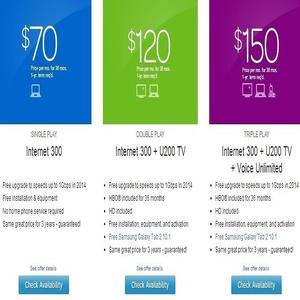 $70
Price per mo. for 36 mos.
1-yr. term req'd.
$120
Price per mo. for 36 mos.
1-yr. term req'd.
$150
Price per mo. for 36 mos.
1-yr. term req'd.
SINGLE PLAY
Internet 300
Free upgrade to speeds up to 1Gbps in 2014
Free installation & equipment
No home phone service required
Same great price for 3 years - guaranteed!
See offer details
Check Availability
DOUBLE PLAY
Internet 300 + U200 TV
Free upgrade to speeds up to 1Gbps in 2014
HBO® included for 36 months
HD included
Free installation, equipment, and activation
Free Samsung Galaxy Tab 2 10.1
Same great price for 3 years - guaranteed!
See offer details
Check Availability
TRIPLE PLAY
Internet 300 + U200 TV
+ Voice Unlimited
Free upgrade to speeds up to 1Gbps in 2014
HBO® included for 36 months
HD included
Free installation, equipment, and activation
Free Samsung Galaxy Tab 2 10.1
Same great price for 3 years - guaranteed!
See offer details
Check Availability